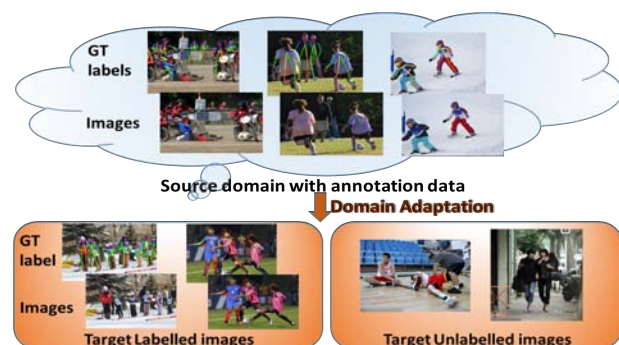 GT
labels
Images
Source domain with annotation data
Domain Adaptation
GT
label
Images
Target Labelled images
Target Unlabelled images